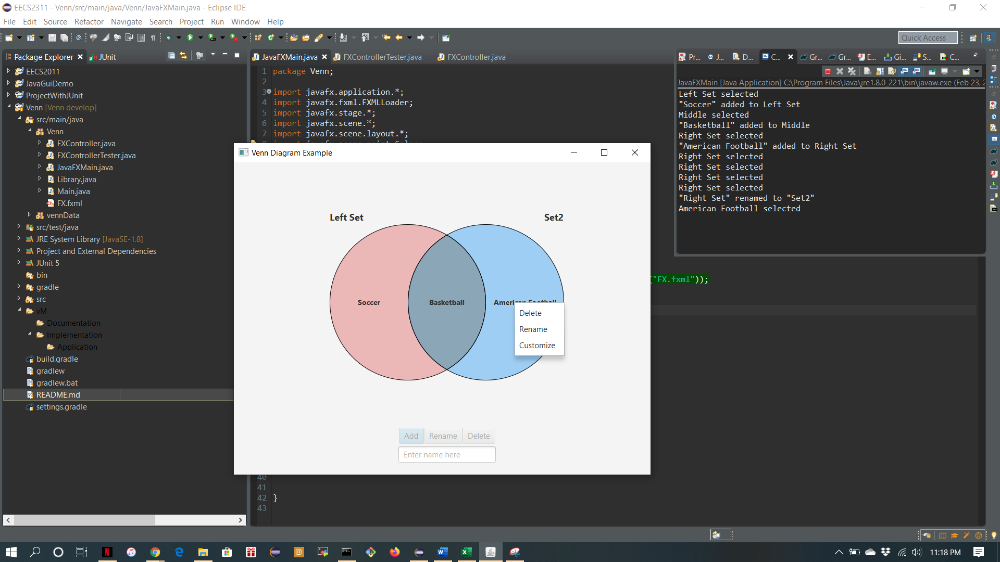 EECS2311 - Venn/src/main/java/Venn/JavaFXMain.java - Eclipse IDE
File Edit Source Refactor Navigate Search Project Run Window Help
Quick Access
Package Explorer
JUnit
JavaFXMain.java
FXControllerTester.java
FXController.java
Pr...
J...
D...
C...
Gr...
Gr...
E...
Gi...
S...
C...
EECS2011
JavaGuiDemo
ProjectWithJUnit
Venn [Venn develop]
src/main/java
Venn
FXController.java
FXControllerTester.java
JavaFXMain.java
Library.java
Main.java
FX.fxml
vennData
src/test/java
JRE System Library [JavaSE-1.8]
Project and External Dependencies
JUnit 5
bin
gradle
src
vM
Documentation
Implementation
Application
build.gradle
gradlew
gradlew.bat
README.md
settings.gradle
1 package Venn;
2
3 import javafx.application.*;
4 import javafx.fxml.FXMLLoader;
5 import javafx.stage.*;
6 import javafx.scene.*;
7 import javafx.scene.layout.*;
("FX.fxml"));
40
41
42 }
43
JavaFXMain [Java Application] C:\Program Files\Java\jre1.8.0_221\bin\javaw.exe (Feb 23, 2
Left Set selected
"Soccer" added to Left Set
Middle selected
"Basketball" added to Middle
Right Set selected
"American Football" added to Right Set
Right Set selected
Right Set selected
Right Set selected
Right Set selected
"Right Set" renamed to "Set2"
American Football selected
Venn Diagram Example
Left Set
Set2
Soccer
Basketball
American Football
Delete
Rename
Customize
Add
Rename
Delete
Enter name here
11:18 PM